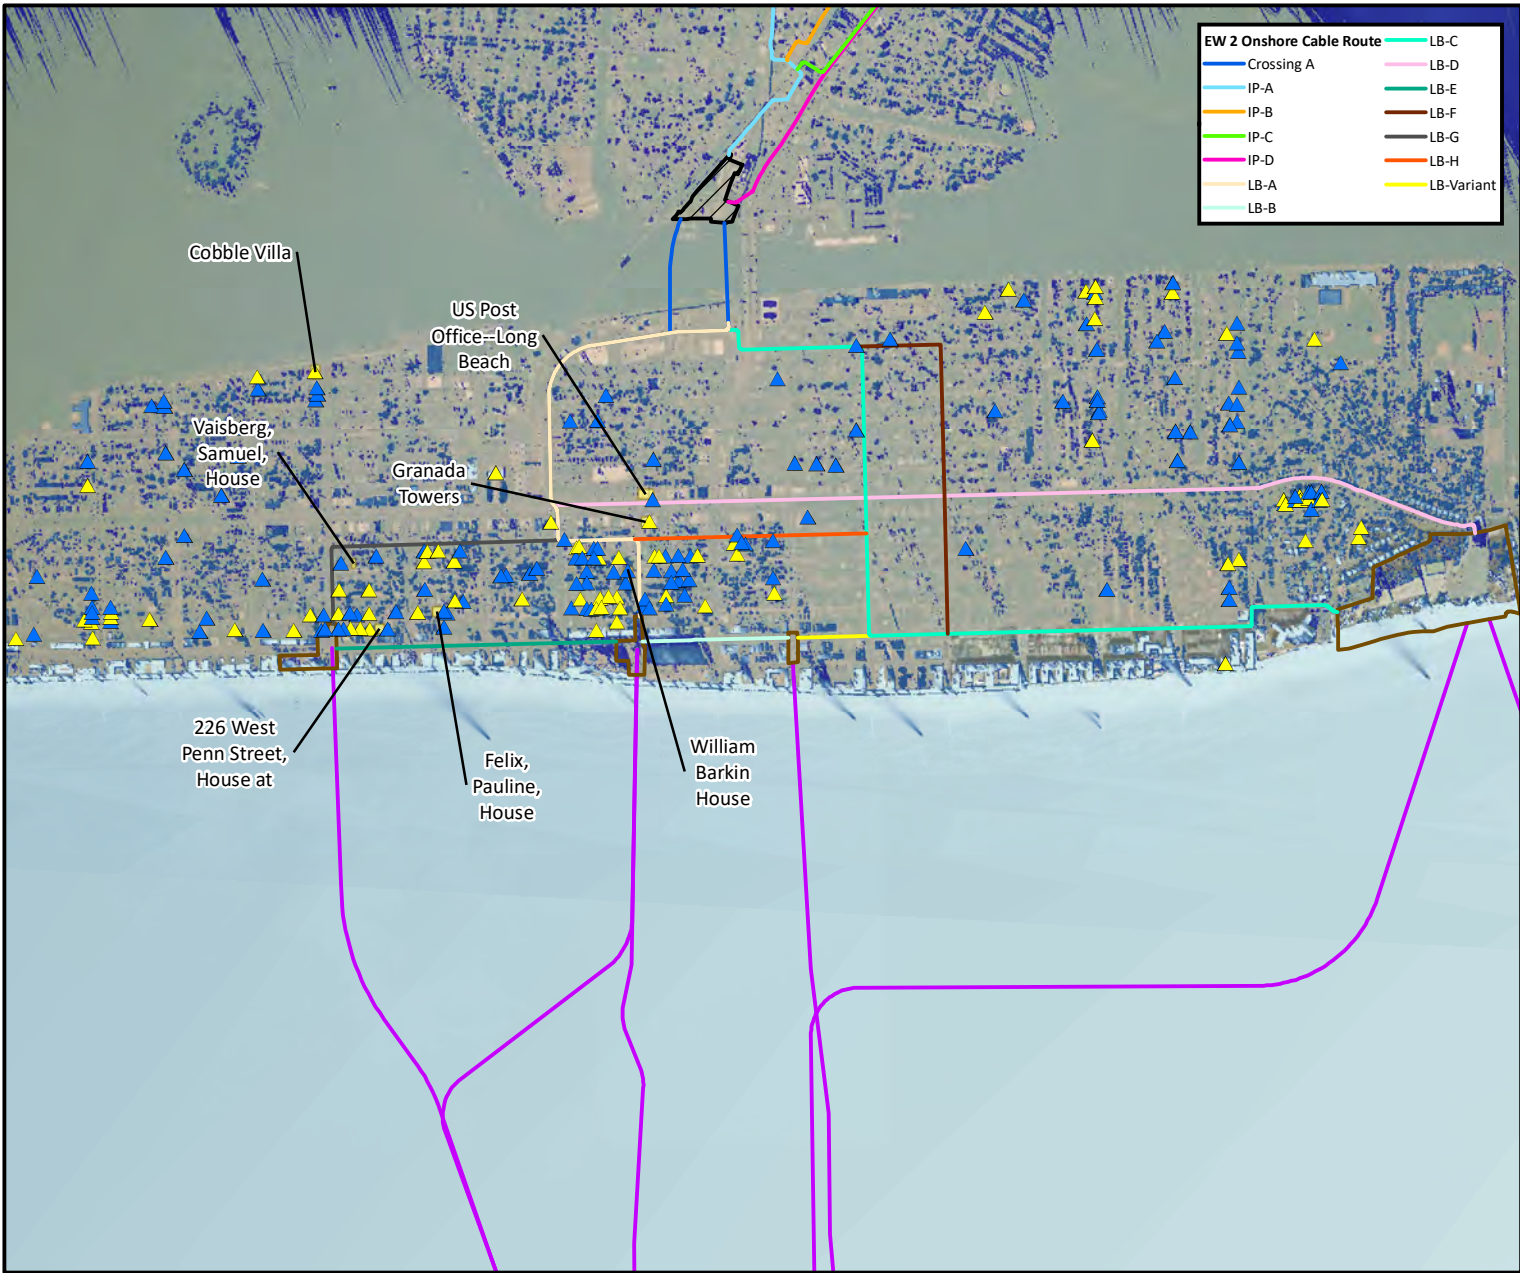 EW 2 Onshore Cable Route
Crossing A
IP-A
IP-B
IP-C
IP-D
LB-A
LB-B
LB-C
LB-D
LB-E
LB-F
LB-G
LB-H
LB-Variant
Cobble Villa
US Post
Office--Long
Beach
Vaisberg,
Samuel,
House
Granada
Towers
226 West
Penn Street,
House at
Felix,
Pauline,
House
William
Barkin
House